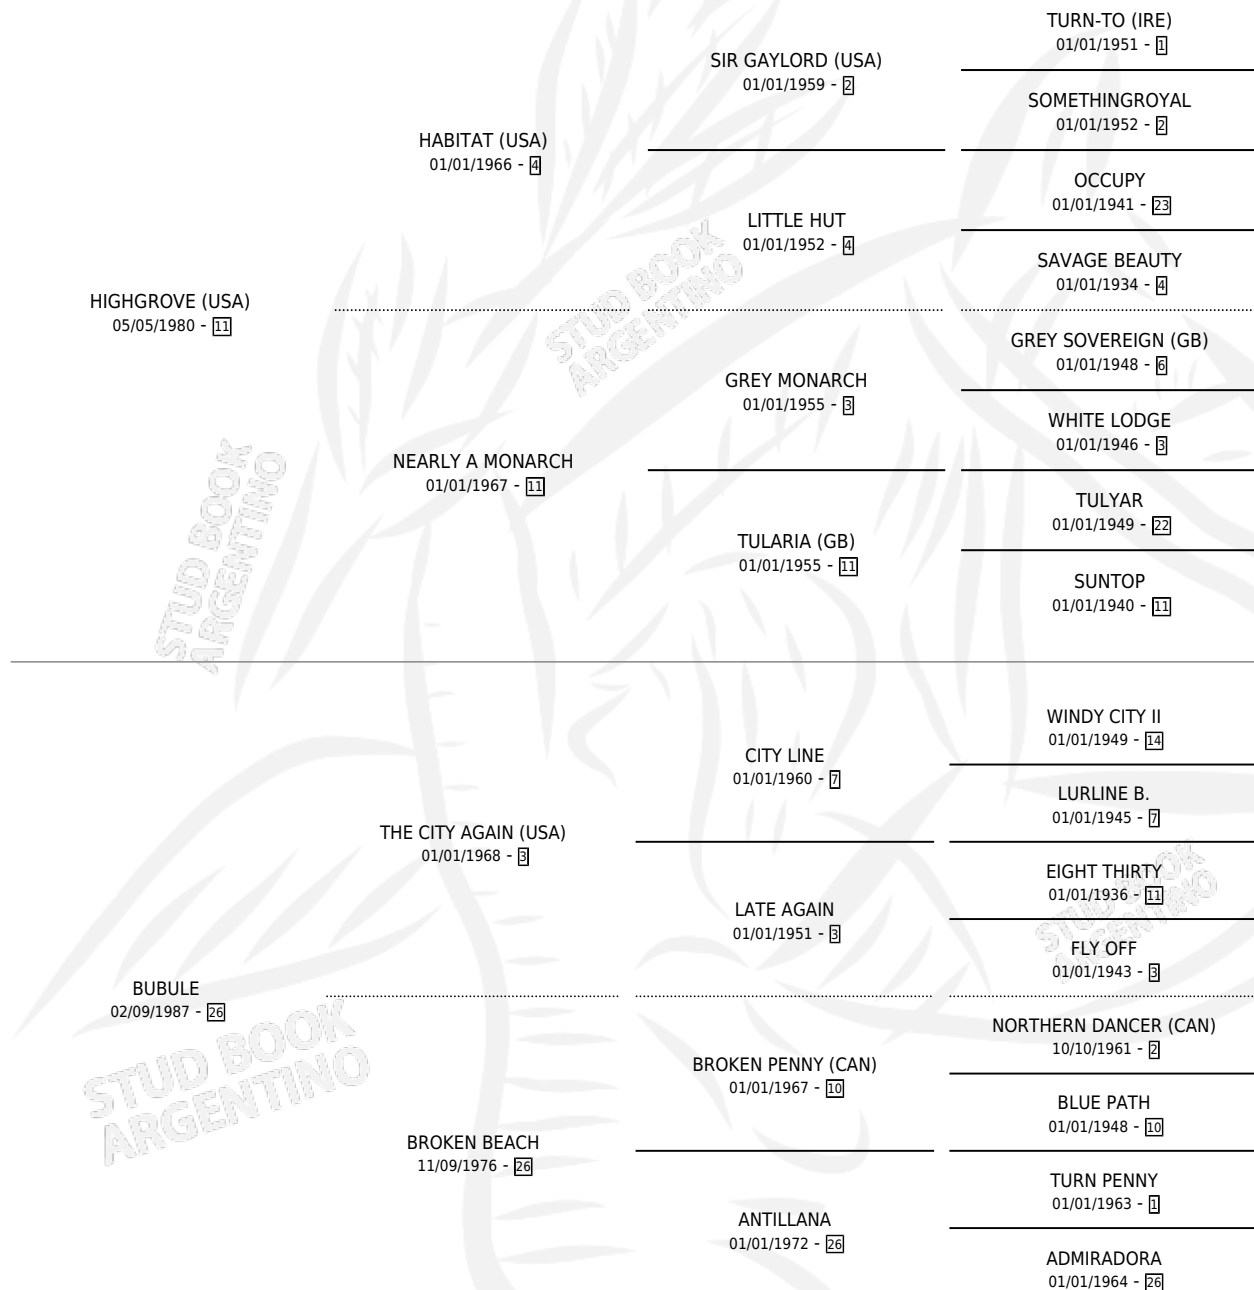 TURN-TO (IRE)
01/01/1951 - 1
SIR GAYLORD (USA)
01/01/1959 - 2
SOMETHINGROYAL
01/01/1952 - 2
HABITAT (USA)
01/01/1966 - 4
OCCUPY
01/01/1941 - 23
LITTLE HUT
01/01/1952 - 4
SAVAGE BEAUTY
01/01/1934 - 4
HIGHGROVE (USA)
05/05/1980 - 11
STUD BOOK
ARGENTINO
GREY SOVEREIGN (GB)
01/01/1948 - 6
GREY MONARCH
01/01/1955 - 3
WHITE LODGE
01/01/1946 - 3
NEARLY A MONARCH
01/01/1967 - 11
TULYAR
01/01/1949 - 22
TULARIA (GB)
01/01/1955 - 11
SUNTOP
01/01/1940 - 11
STUD BOOK
ARGENTINO
WINDY CITY II
01/01/1949 - 14
CITY LINE
01/01/1960 - 7
LURLINE B.
01/01/1945 - 7
THE CITY AGAIN (USA)
01/01/1968 - 3
EIGHT THIRTY
01/01/1936 - 11
LATE AGAIN
01/01/1951 - 3
STUD BOOK
ARGENTINO
FLY OFF
01/01/1943 - 3
BUBULE
02/09/1987 - 26
NORTHERN DANCER (CAN)
10/10/1961 - 2
BROKEN PENNY (CAN)
01/01/1967 - 10
BLUE PATH
01/01/1948 - 10
STUD BOOK
ARGENTINO
BROKEN BEACH
11/09/1976 - 26
TURN PENNY
01/01/1963 - 1
ANTILLANA
01/01/1972 - 26
ADMIRADORA
01/01/1964 - 26